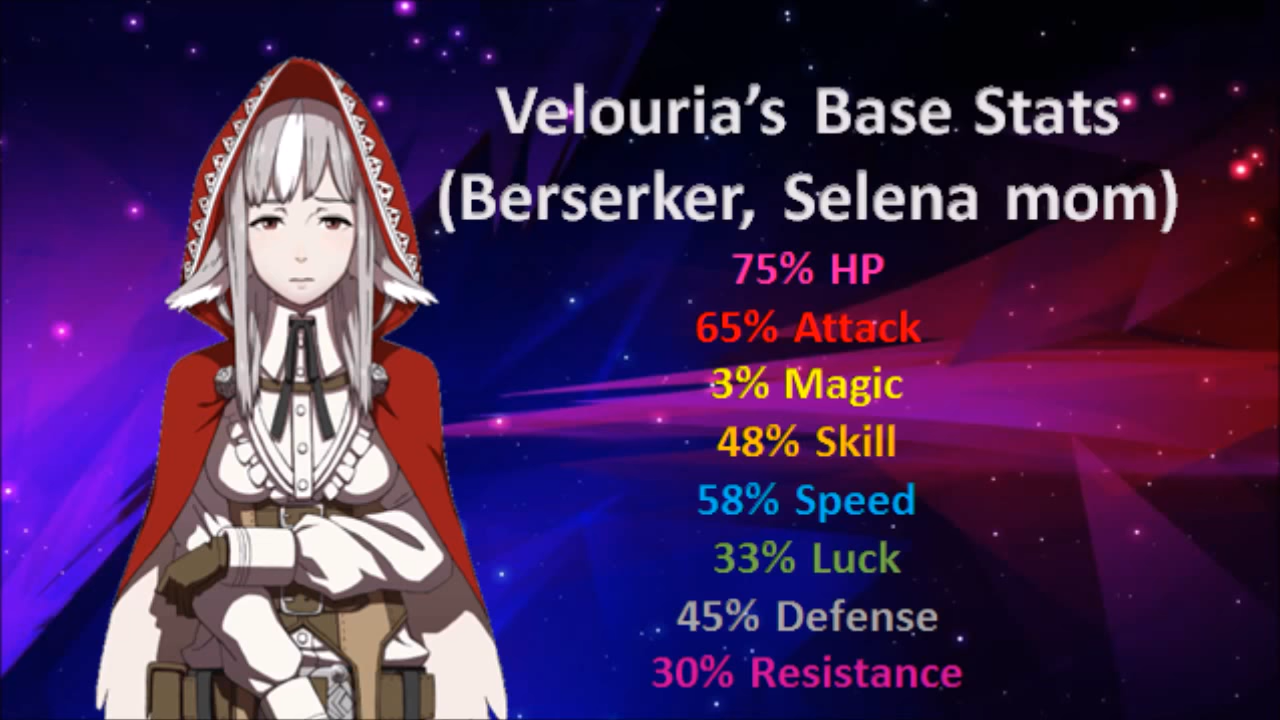 Velouria’s Base Stats
(Berserker, Selena mom)
75% HP
65% Attack
3% Magic
48% Skill
58% Speed
33% Luck
45% Defense
30% Resistance